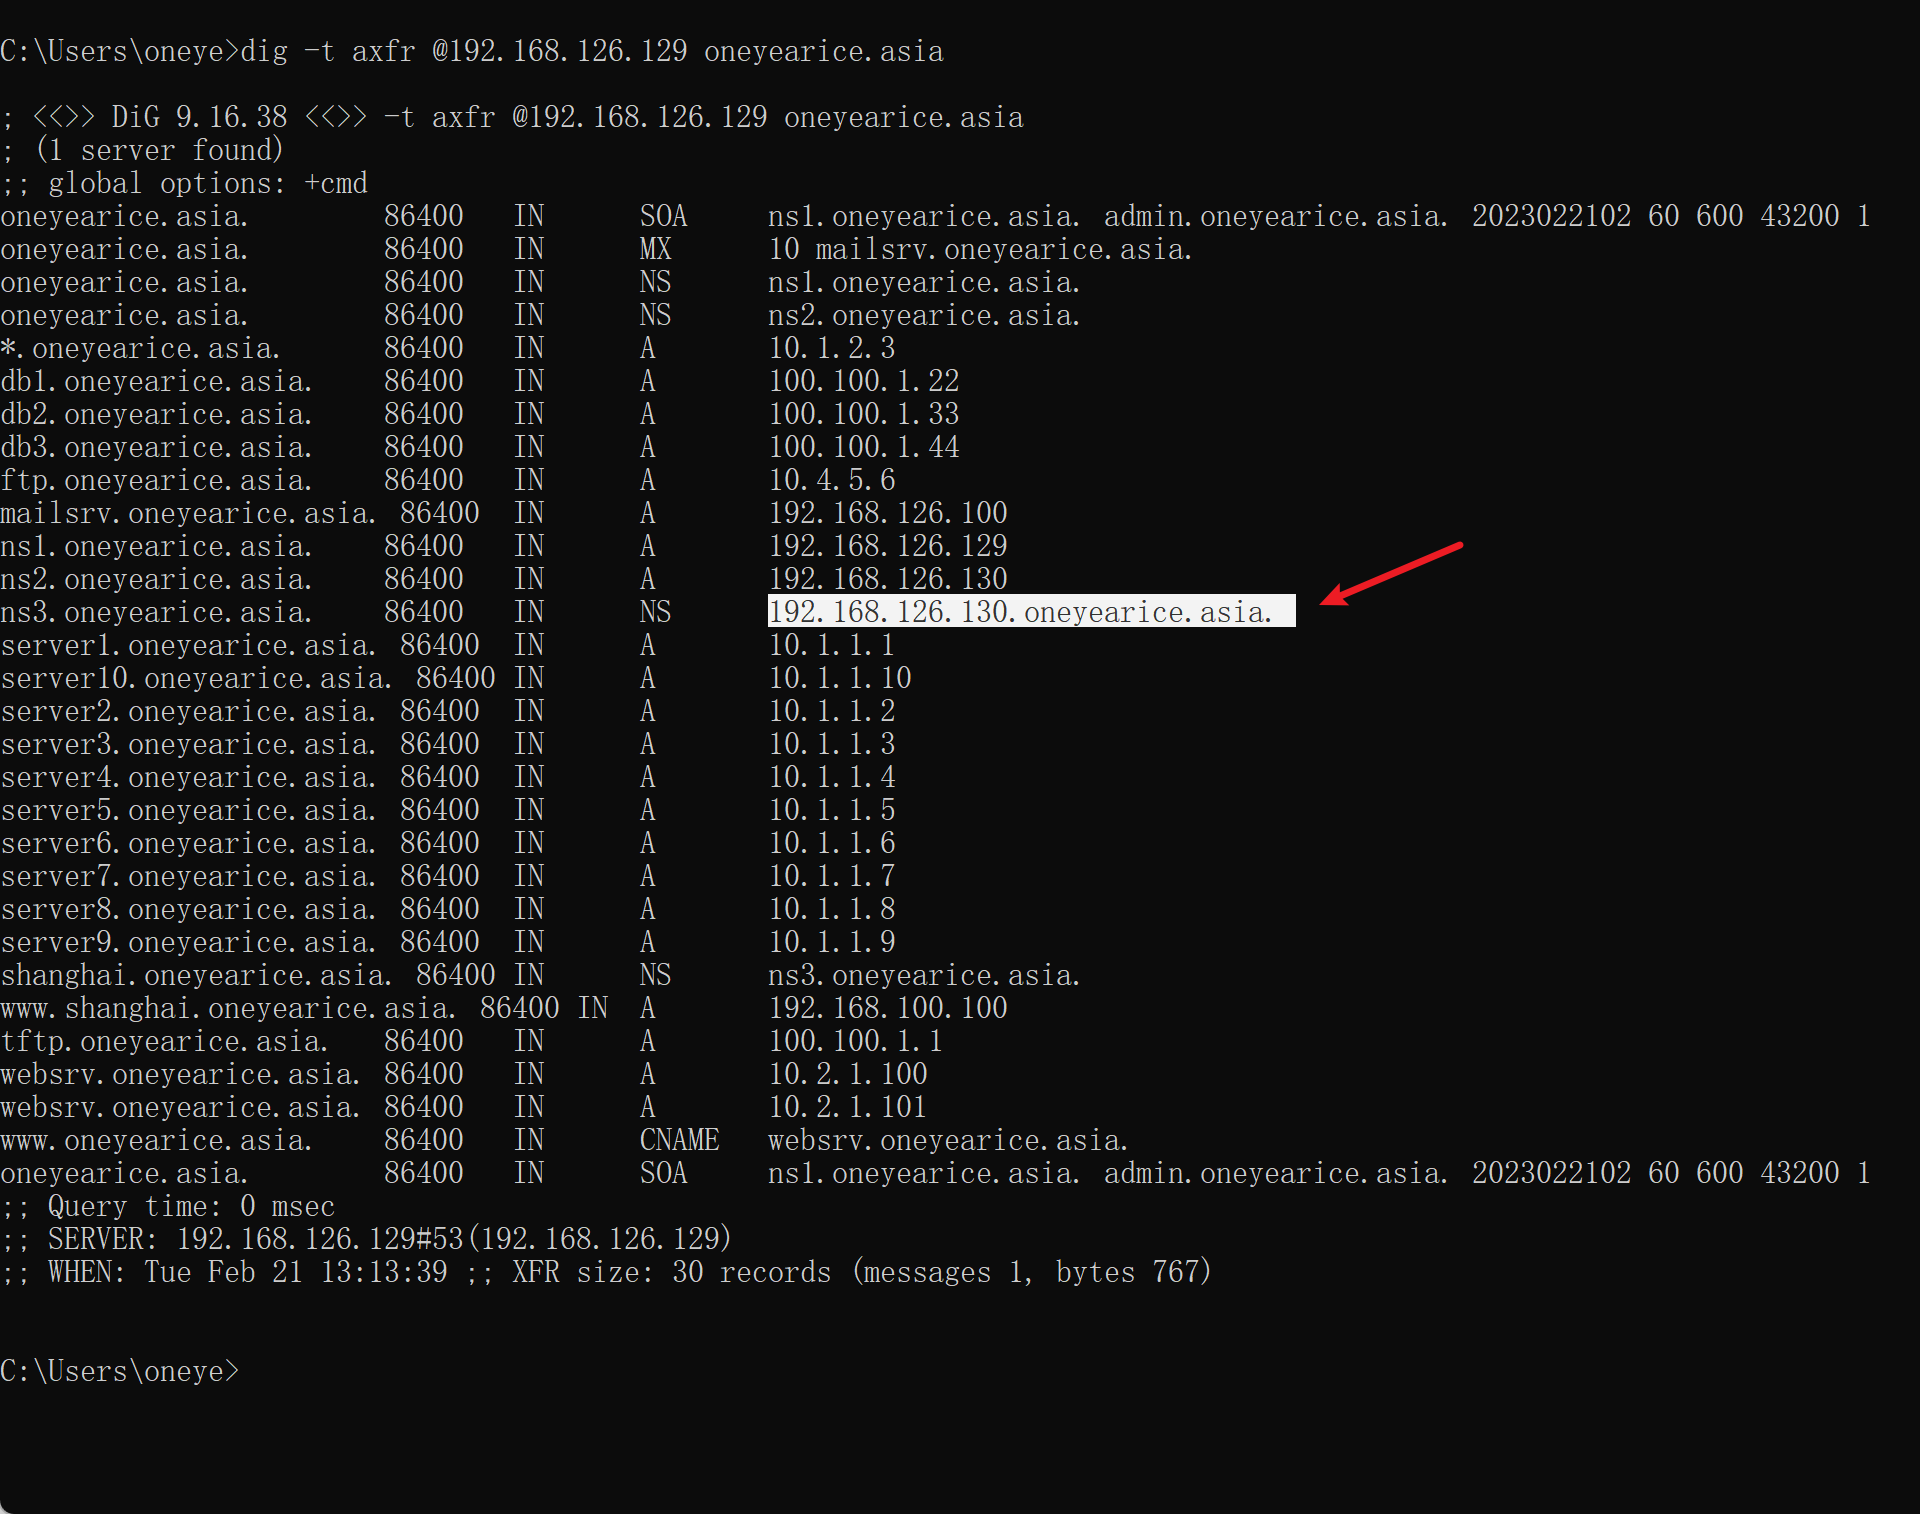 C:\Users\oneye>dig -t axfr @192.168.126.129 oneyearice.asia
; <<>> DiG 9.16.38 <<>> -t axfr @192.168.126.129 oneyearice.asia
; (1 server found)
;; global options: +cmd
oneyearice.asia. 86400 IN SOA ns1.oneyearice.asia. admin.oneyearice.asia. 2023022102 60 600 43200 1
oneyearice.asia. 86400 IN MX 10 mailsrv.oneyearice.asia.
oneyearice.asia. 86400 IN NS ns1.oneyearice.asia.
oneyearice.asia. 86400 IN NS ns2.oneyearice.asia.
*.oneyearice.asia. 86400 IN A 10.1.2.3
db1.oneyearice.asia. 86400 IN A 100.100.1.22
db2.oneyearice.asia. 86400 IN A 100.100.1.33
db3.oneyearice.asia. 86400 IN A 100.100.1.44
ftp.oneyearice.asia. 86400 IN A 10.4.5.6
mailsrv.oneyearice.asia. 86400 IN A 192.168.126.100
ns1.oneyearice.asia. 86400 IN A 192.168.126.129
ns2.oneyearice.asia. 86400 IN A 192.168.126.130
ns3.oneyearice.asia. 86400 IN NS 192.168.126.130.oneyearice.asia.
server1.oneyearice.asia. 86400 IN A 10.1.1.1
server10.oneyearice.asia. 86400 IN A 10.1.1.10
server2.oneyearice.asia. 86400 IN A 10.1.1.2
server3.oneyearice.asia. 86400 IN A 10.1.1.3
server4.oneyearice.asia. 86400 IN A 10.1.1.4
server5.oneyearice.asia. 86400 IN A 10.1.1.5
server6.oneyearice.asia. 86400 IN A 10.1.1.6
server7.oneyearice.asia. 86400 IN A 10.1.1.7
server8.oneyearice.asia. 86400 IN A 10.1.1.8
server9.oneyearice.asia. 86400 IN A 10.1.1.9
shanghai.oneyearice.asia. 86400 IN NS ns3.oneyearice.asia.
www.shanghai.oneyearice.asia. 86400 IN A 192.168.100.100
tftp.oneyearice.asia. 86400 IN A 100.100.1.1
websrv.oneyearice.asia. 86400 IN A 10.2.1.100
websrv.oneyearice.asia. 86400 IN A 10.2.1.101
www.oneyearice.asia. 86400 IN CNAME websrv.oneyearice.asia.
oneyearice.asia. 86400 IN SOA ns1.oneyearice.asia. admin.oneyearice.asia. 2023022102 60 600 43200 1
;; Query time: 0 msec
;; SERVER: 192.168.126.129#53(192.168.126.129)
;; WHEN: Tue Feb 21 13:13:39 ;; XFR size: 30 records (messages 1, bytes 767)
C:\Users\oneye>